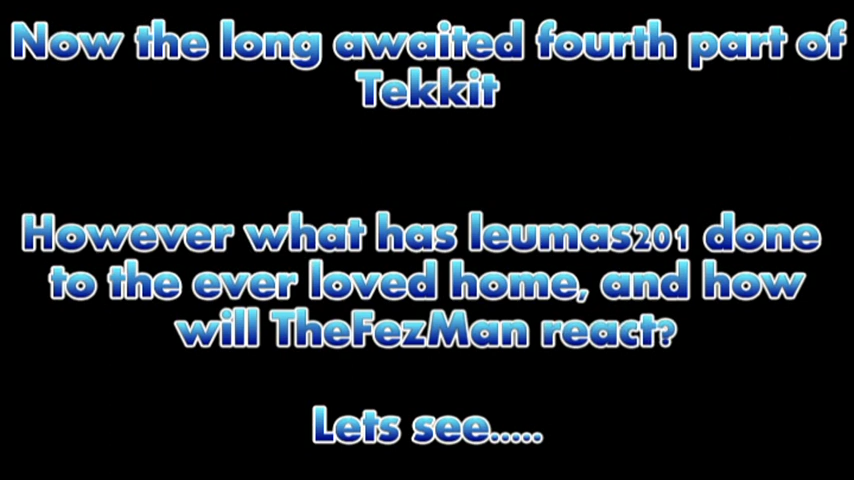 Now the long awaited fourth part of
Tekkit
However what has leumas201 done
to the ever loved home, and how
will TheFezMan react?
Lets see.....